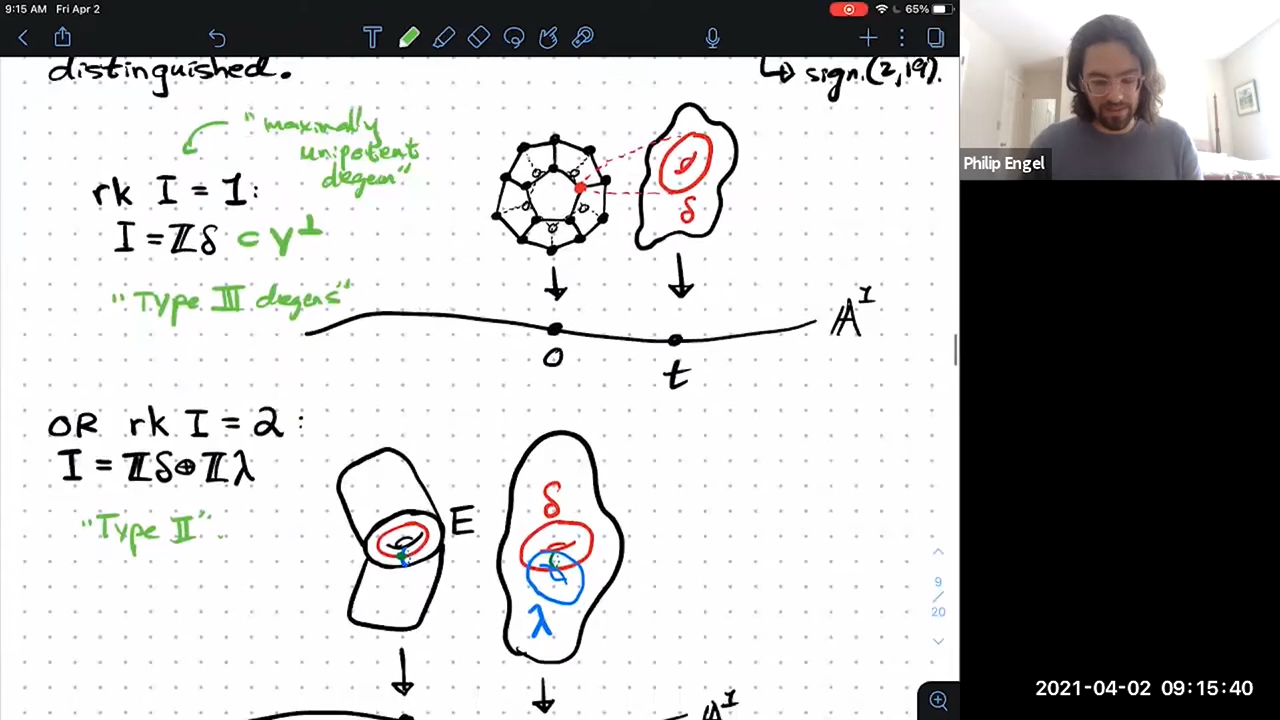 9:15 AM Fri Apr 2
65%
distinguished.
↳ sign.(2,19).
"maximally
unipotent
degen"
rk I = 1:
I = ℤδ ⊂ v⊥
"Type III degens"
δ
𝔸¹
0
t
OR rk I = 2:
I = ℤδ⊕ℤλ
"Type II".
E
δ
λ
𝔸¹
9
/
20
Philip Engel
2021-04-02 09:15:40